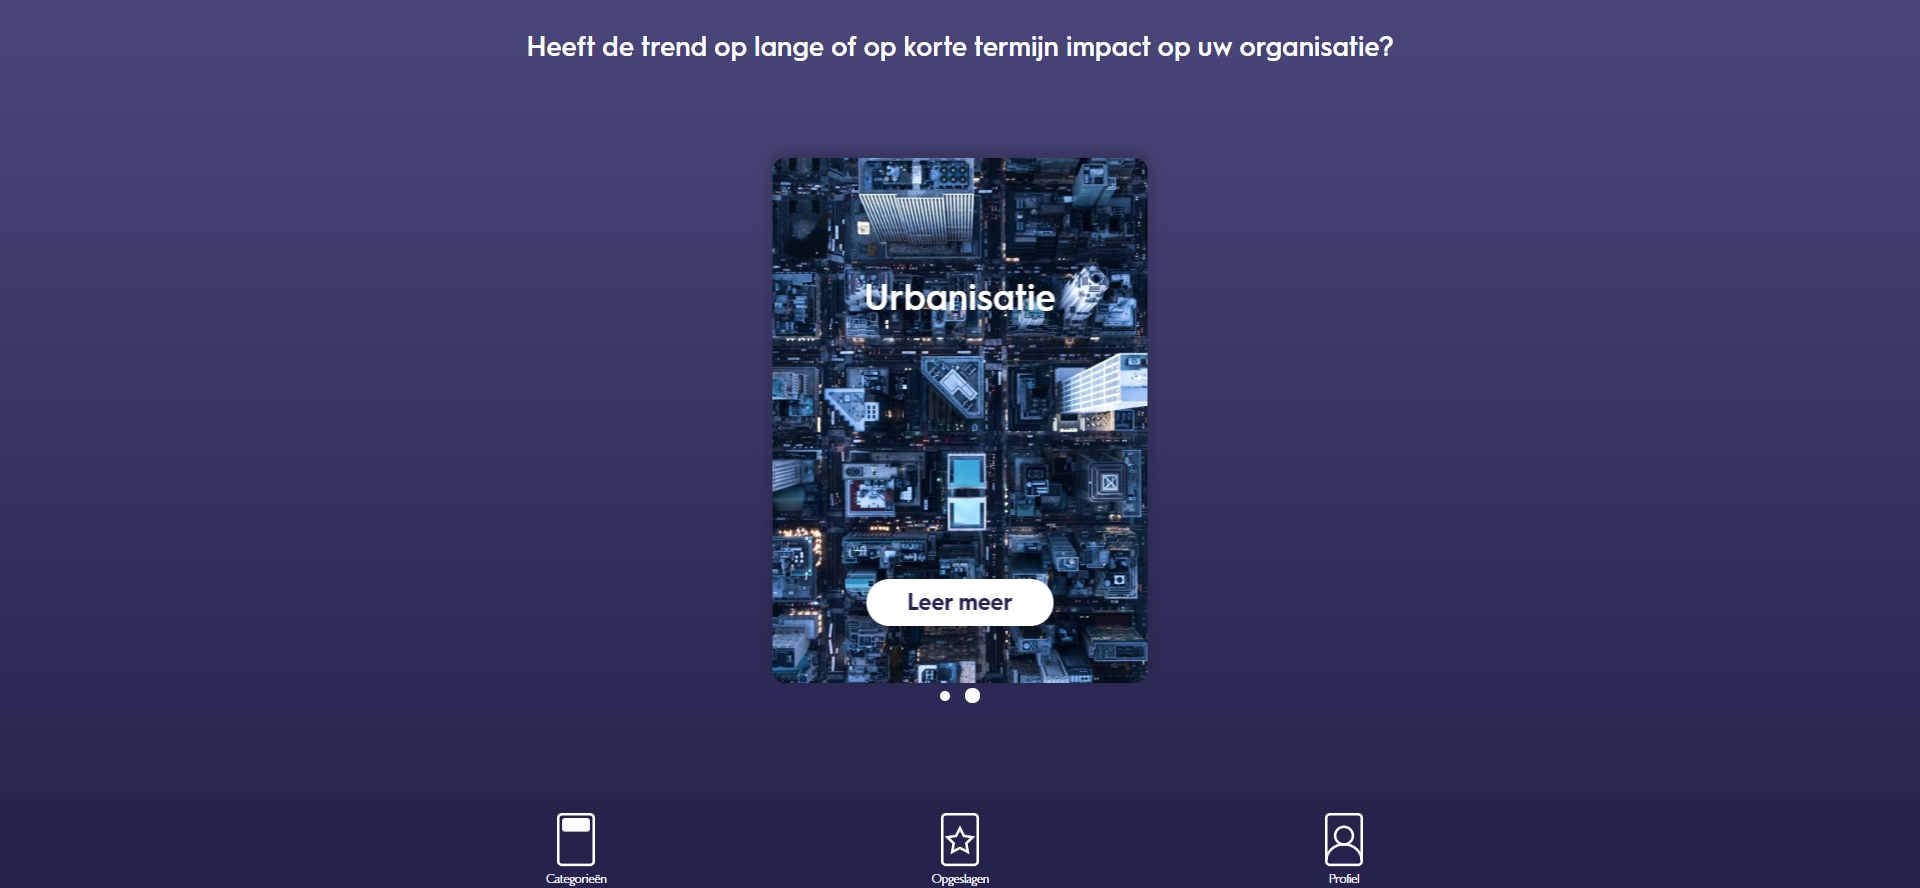 Heeft de trend op lange of op korte termijn impact op uw organisatie?
Urbanisatie
Leer meer
Categorieën
Opgeslagen
Profiel